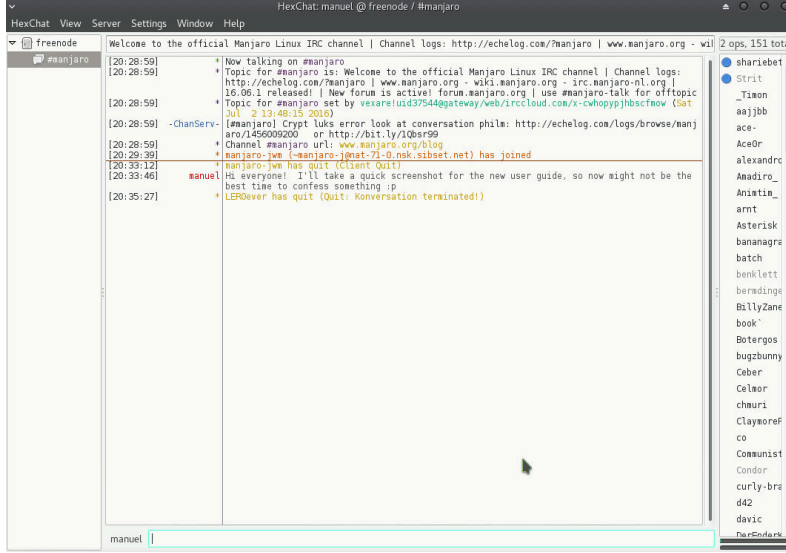 HexChat: manuel @ freenode / #manjaro
HexChat View Server Settings Window Help
freenode
#manjaro
Welcome to the official Manjaro Linux IRC channel | Channel logs: http://echelog.com/?manjaro | www.manjaro.org - wil
2 ops, 151 tota
[20:28:59] * Now talking on #manjaro
[20:28:59] * Topic for #manjaro is: Welcome to the official Manjaro Linux IRC channel | Channel logs:
http://echelog.com/?manjaro | www.manjaro.org - wiki.manjaro.org - irc.manjaro-nl.org |
16.06.1 released! | New forum is active! forum.manjaro.org | use #manjaro-talk for offtopic
[20:28:59] * Topic for #manjaro set by vexare!uid37544@gateway/web/irccloud.com/x-cwhopypjhbscfmow (Sat
Jul 2 13:48:15 2016)
[20:28:59] -ChanServ- [#manjaro] Crypt luks error look at conversation philm: http://echelog.com/logs/browse/manj
aro/1456009200 or http://bit.ly/1Qbsr99
[20:28:59] * Channel #manjaro url: www.manjaro.org/blog
[20:29:39] * manjaro-jwm (~manjaro-j@nat-71-0.nsk.sibset.net) has joined
[20:33:12] * manjaro-jwm has quit (Client Quit)
[20:33:46] manuel Hi everyone! I'll take a quick screenshot for the new user guide, so now might not be the
best time to confess something :p
[20:35:27] * LEROever has quit (Quit: Konversation terminated!)
shariebet
Strit
_Timon
aajjbb
ace-
AceOr
alexandro
Amadiro_
Animtim_
arnt
Asterisk
bananagra
batch
benklett
bermdinge
BillyZane
book`
Botergos
bugzbunny
Ceber
Celmor
chmuri
ClaymoreF
co
Communist
Condor
curly-bra
d42
davic
DerEnderK
manuel